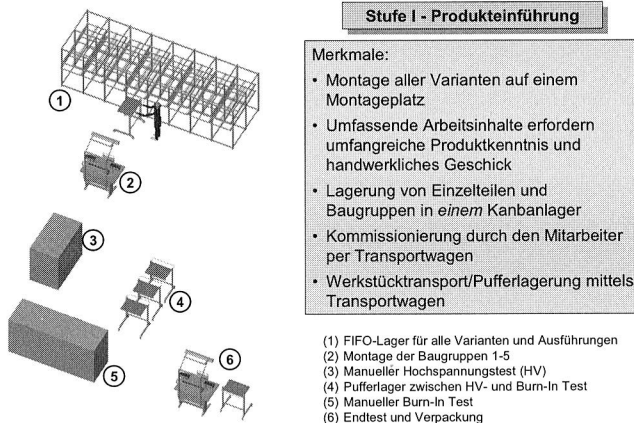 Stufe I - Produkteinführung
Merkmale:
• Montage aller Varianten auf einem
Montageplatz
• Umfassende Arbeitsinhalte erfordern
umfangreiche Produktkenntnis und
handwerkliches Geschick
• Lagerung von Einzelteilen und
Baugruppen in einem Kanbanlager
• Kommissionierung durch den Mitarbeiter
per Transportwagen
• Werkstücktransport/Pufferlagerung mittels
Transportwagen
1
2
3
4
5
6
(1) FIFO-Lager für alle Varianten und Ausführungen
(2) Montage der Baugruppen 1-5
(3) Manueller Hochspannungstest (HV)
(4) Pufferlager zwischen HV- und Burn-In Test
(5) Manueller Burn-In Test
(6) Endtest und Verpackung